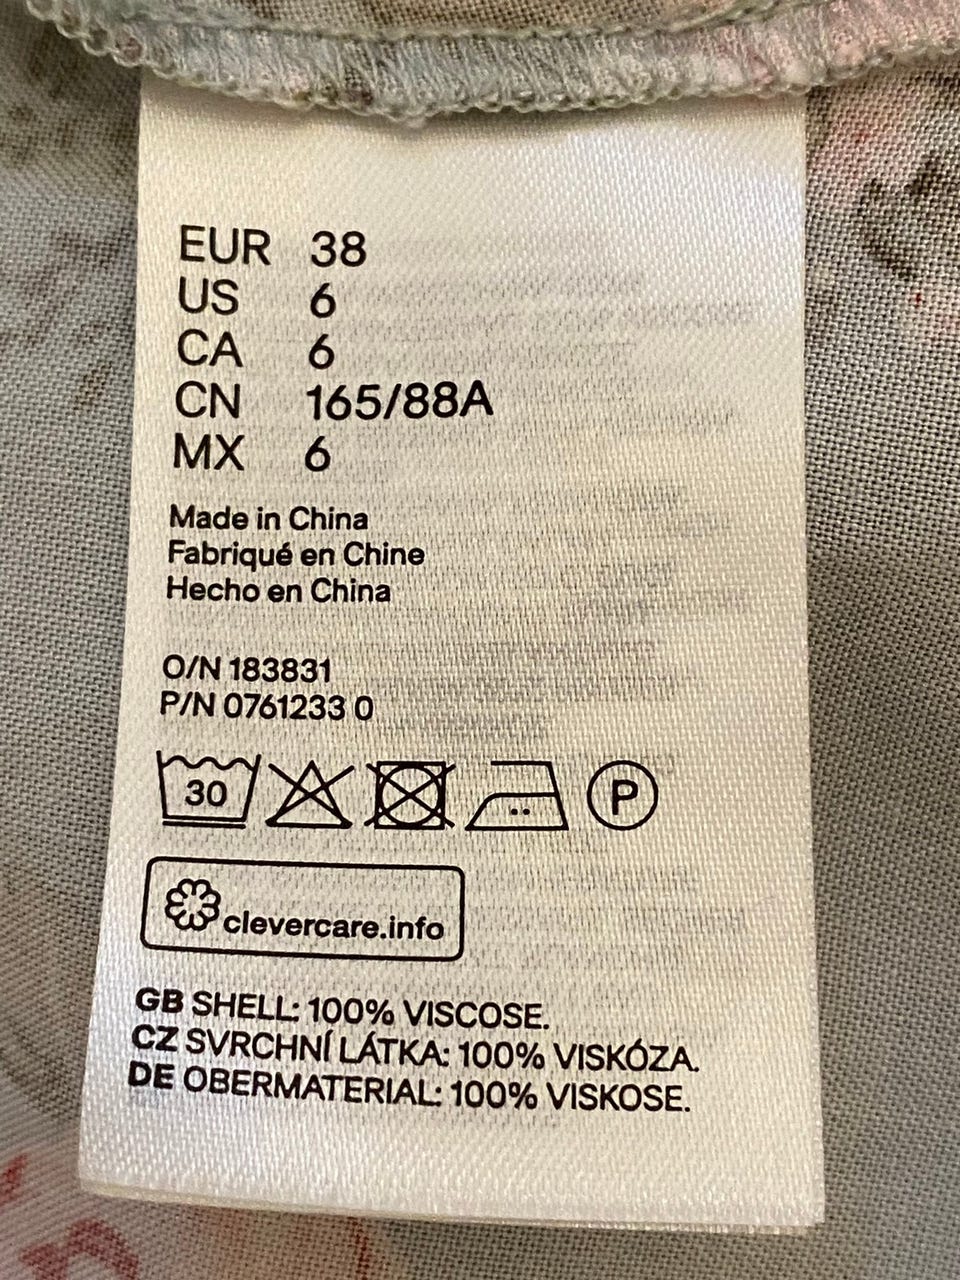 EUR 38
US 6
CA 6
CN 165/88A
MX 6
Made in China
Fabriqué en Chine
Hecho en China
O/N 183831
P/N 0761233 0
30 P
clevercare.info
GB SHELL: 100% VISCOSE.
CZ SVRCHNÍ LÁTKA: 100% VISKÓZA.
DE OBERMATERIAL: 100% VISKOSE.